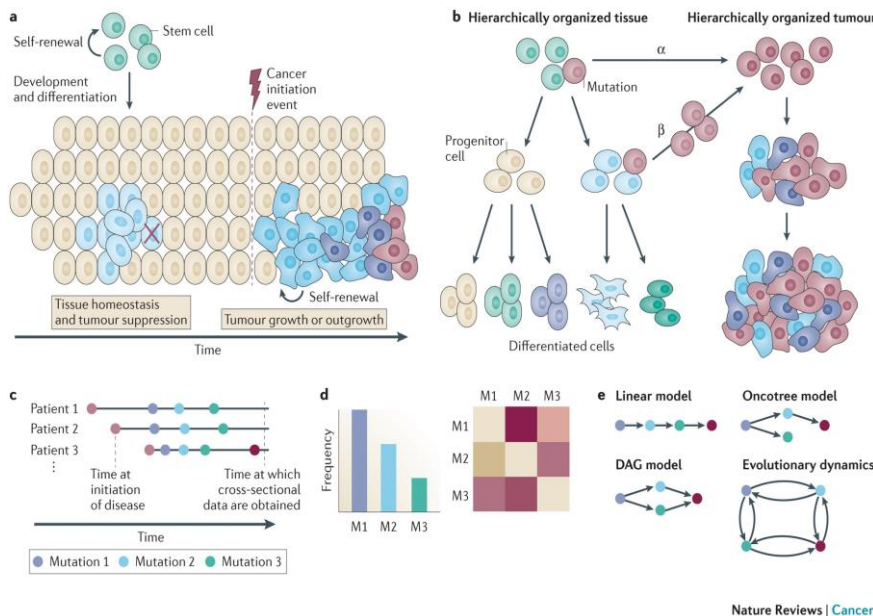 a
Self-renewal
Stem cell
Development
and differentiation
Cancer
initiation
event
Self-renewal
Tissue homeostasis
and tumour suppression
Tumour growth or outgrowth
Time
b Hierarchically organized tissue
Hierarchically organized tumour
α
Mutation
β
Progenitor
cell
Differentiated cells
c
Patient 1
Patient 2
Patient 3
⋮
Time at
initiation
of disease
Time at which
cross-sectional
data are obtained
Time
Mutation 1 Mutation 2 Mutation 3
d
Frequency
M1 M2 M3
M1 M2 M3
M1
M2
M3
e
Linear model
Oncotree model
DAG model
Evolutionary dynamics
Nature Reviews | Cancer